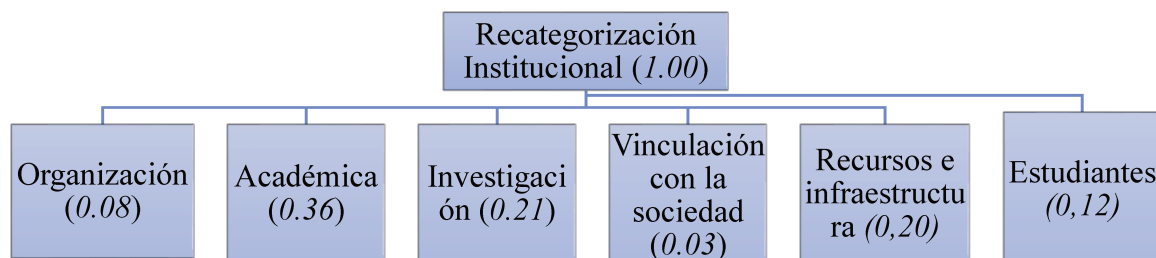 Recategorización
Institucional (1.00)
Organización
(0.08)
Académica
(0.36)
Investigaci
ón (0.21)
Vinculación
con la
sociedad
(0.03)
Recursos e
infraestructu
ra (0,20)
Estudiantes
(0,12)